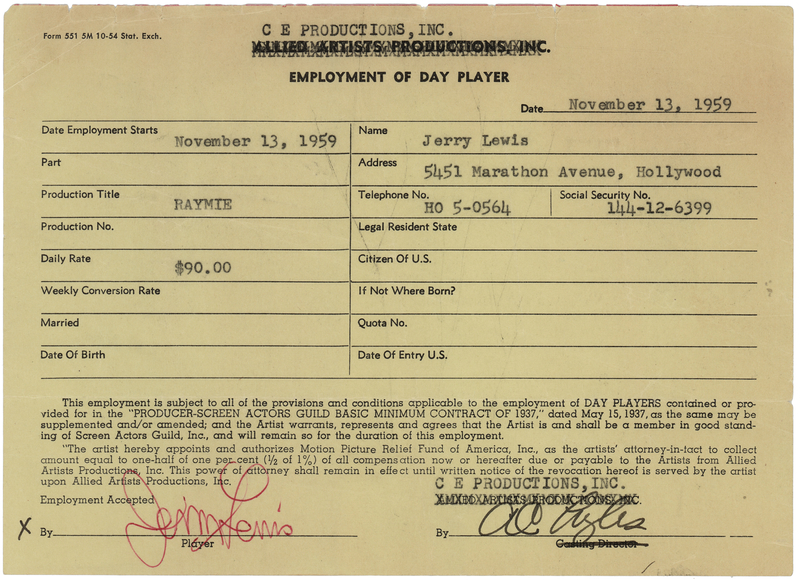 C E PRODUCTIONS, INC.
Form 551 5M 10-54 Stat. Exch.
ALLIED ARTISTS PRODUCTIONS, INC.
EMPLOYMENT OF DAY PLAYER
Date November 13, 1959
Date Employment Starts November 13, 1959
Name Jerry Lewis
Part
Address 5451 Marathon Avenue, Hollywood
Production Title RAYMIE
Telephone No. HO 5-0564 Social Security No. 144-12-6399
Production No.
Legal Resident State
Daily Rate $90.00
Citizen Of U.S.
Weekly Conversion Rate
If Not Where Born?
Married
Quota No.
Date Of Birth
Date Of Entry U.S.
This employment is subject to all of the provisions and conditions applicable to the employment of DAY PLAYERS contained or pro-
vided for in the "PRODUCER-SCREEN ACTORS GUILD BASIC MINIMUM CONTRACT OF 1937," dated May 15, 1937, as the same may be
supplemented and/or amended; and the Artist warrants, represents and agrees that the Artist is and shall be a member in good stand-
ing of Screen Actors Guild, Inc., and will remain so for the duration of this employment.
"The artist hereby appoints and authorizes Motion Picture Relief Fund of America, Inc., as the artists' attorney-in-tact to collect
amount equal to one-half of one per cent (½ of 1%) of all compensation now or hereafter due or payable to the Artists from Allied
Artists Productions, Inc. This power of attorney shall remain in effect until written notice of the revocation hereof is served by the artist
upon Allied Artists Productions, Inc.
C E PRODUCTIONS, INC.
Employment Accepted
ALLIED ARTISTS PRODUCTIONS, INC.
X By Jerry Lewis
By AC Lyles
Player
Casting Director